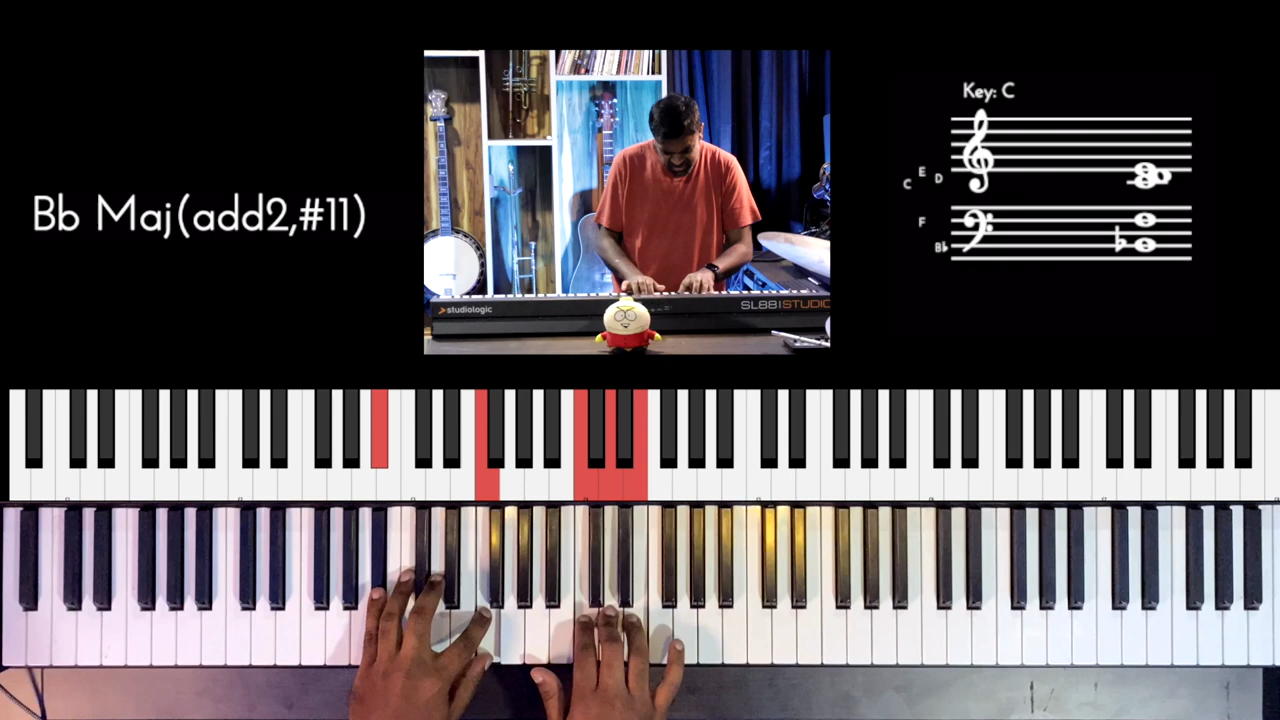 Bb Maj(add2,#11)
studiologic
SL88 STUDIO
Key: C
E
C D
F
Bb